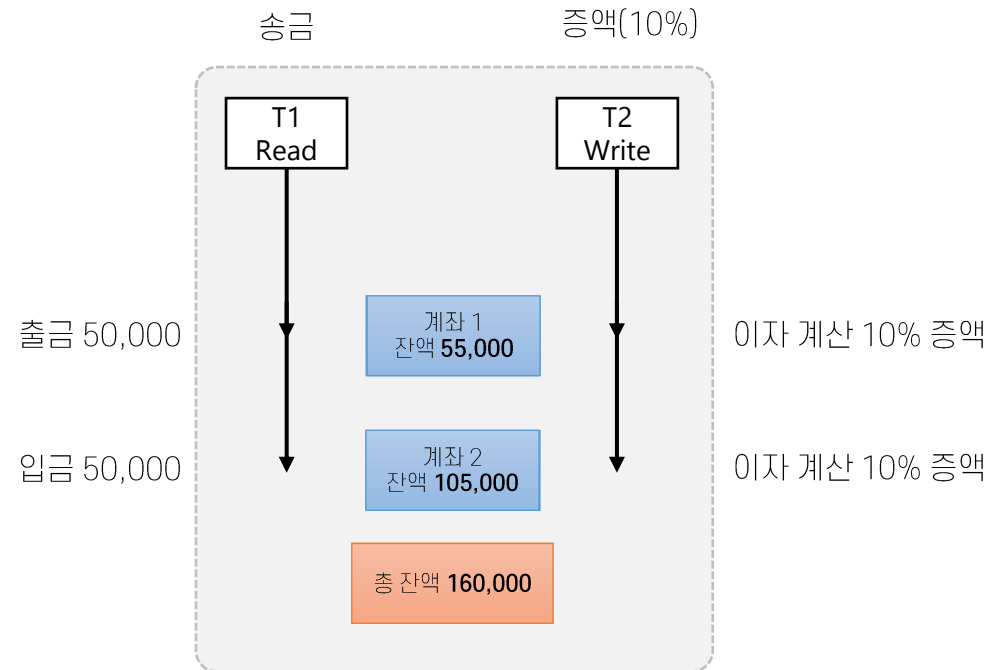 송금
증액(10%)
T1
Read
T2
Write
출금 50,000
계좌 1
잔액 55,000
이자 계산 10% 증액
입금 50,000
계좌 2
잔액 105,000
이자 계산 10% 증액
총 잔액 160,000